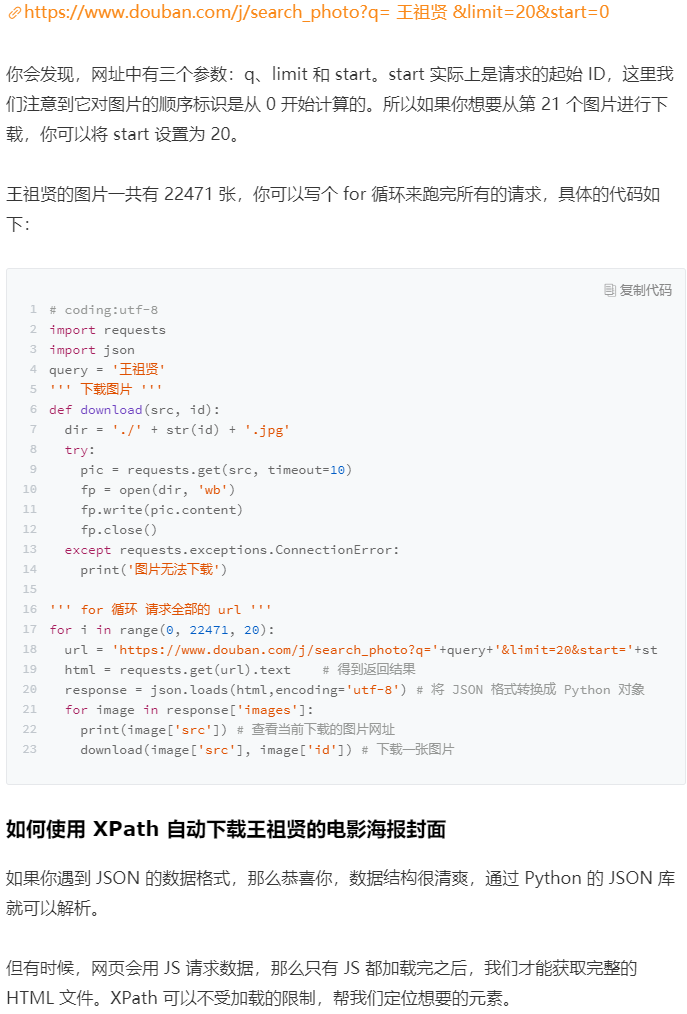 https://www.douban.com/j/search_photo?q= 王祖贤 &limit=20&start=0
你会发现，网址中有三个参数：q、limit 和 start。start 实际上是请求的起始 ID，这里我
们注意到它对图片的顺序标识是从 0 开始计算的。所以如果你想要从第 21 个图片进行下
载，你可以将 start 设置为 20。
王祖贤的图片一共有 22471 张，你可以写个 for 循环来跑完所有的请求，具体的代码如
下：
复制代码
1 # coding:utf-8
2 import requests
3 import json
4 query = '王祖贤'
5 ''' 下载图片 '''
6 def download(src, id):
7   dir = './' + str(id) + '.jpg'
8   try:
9     pic = requests.get(src, timeout=10)
10     fp = open(dir, 'wb')
11     fp.write(pic.content)
12     fp.close()
13   except requests.exceptions.ConnectionError:
14     print('图片无法下载')
15
16 ''' for 循环 请求全部的 url '''
17 for i in range(0, 22471, 20):
18   url = 'https://www.douban.com/j/search_photo?q='+query+'&limit=20&start='+st
19   html = requests.get(url).text    # 得到返回结果
20   response = json.loads(html,encoding='utf-8') # 将 JSON 格式转换成 Python 对象
21   for image in response['images']:
22     print(image['src']) # 查看当前下载的图片网址
23     download(image['src'], image['id']) # 下载一张图片
如何使用 XPath 自动下载王祖贤的电影海报封面
如果你遇到 JSON 的数据格式，那么恭喜你，数据结构很清爽，通过 Python 的 JSON 库
就可以解析。
但有时候，网页会用 JS 请求数据，那么只有 JS 都加载完之后，我们才能获取完整的
HTML 文件。XPath 可以不受加载的限制，帮我们定位想要的元素。